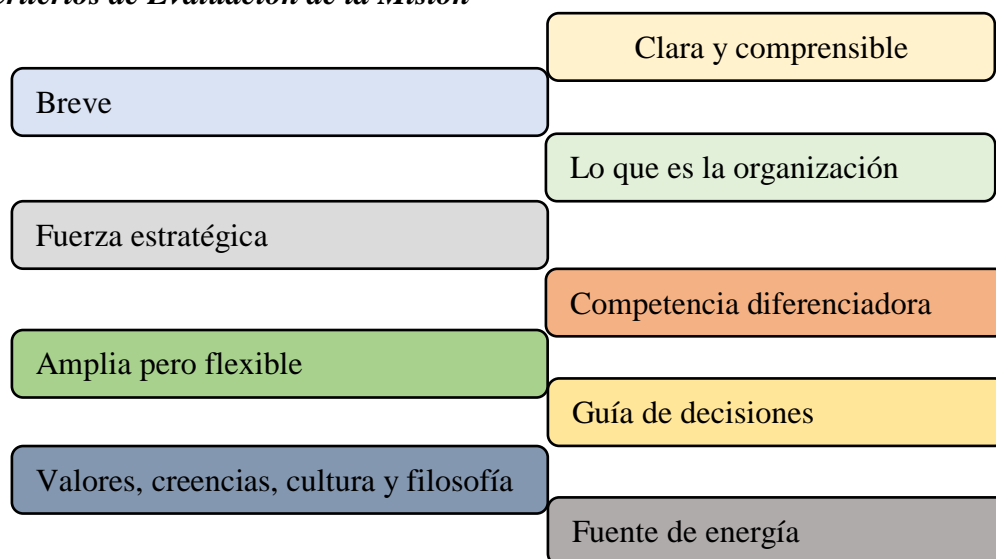 Criterios de Evaluación de la Misión
Clara y comprensible
Breve
Lo que es la organización
Fuerza estratégica
Competencia diferenciadora
Amplia pero flexible
Guía de decisiones
Valores, creencias, cultura y filosofía
Fuente de energía